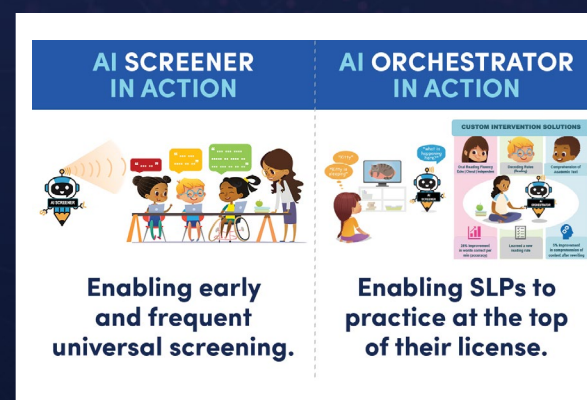 AI SCREENER
IN ACTION
AI SCREENER
Enabling early
and frequent
universal screening.
AI ORCHESTRATOR
IN ACTION
CUSTOM INTERVENTION SOLUTIONS
Enabling SLPs to
practice at the top
of their license.